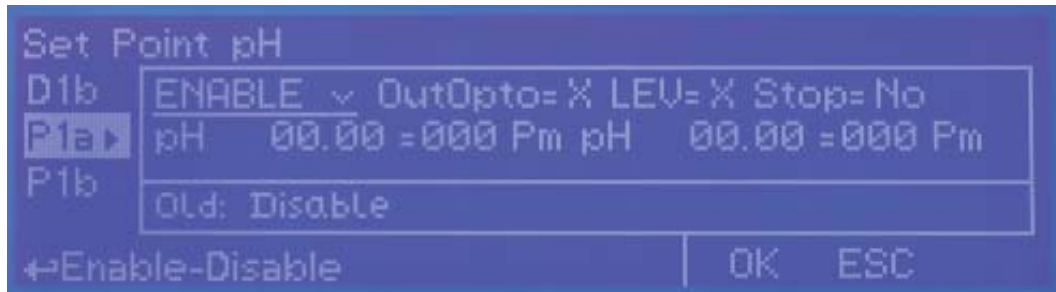 Set Point pH
D1b
ENABLE ⌄ OutOpto=X LEV=X Stop=No
P1a▸ pH 00.00 =000 Pm pH 00.00 =000 Pm
P1b
Old: Disable
↵Enable-Disable OK ESC